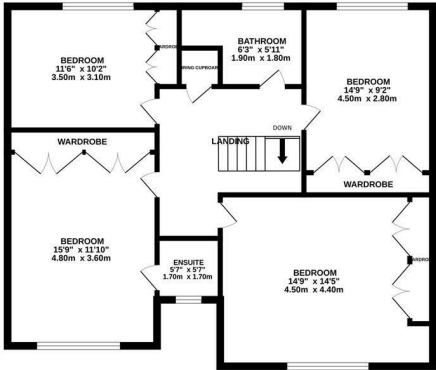 BEDROOM
11'6" x 10'2"
3.50m x 3.10m
BATHROOM
6'3" x 5'11"
1.90m x 1.80m
BEDROOM
14'9" x 9'2"
4.50m x 2.80m
WARDROBE
LANDING
DOWN
WARDROBE
BEDROOM
15'9" x 11'10"
4.80m x 3.60m
ENSUITE
5'7" x 5'7"
1.70m x 1.70m
BEDROOM
14'9" x 14'5"
4.50m x 4.40m